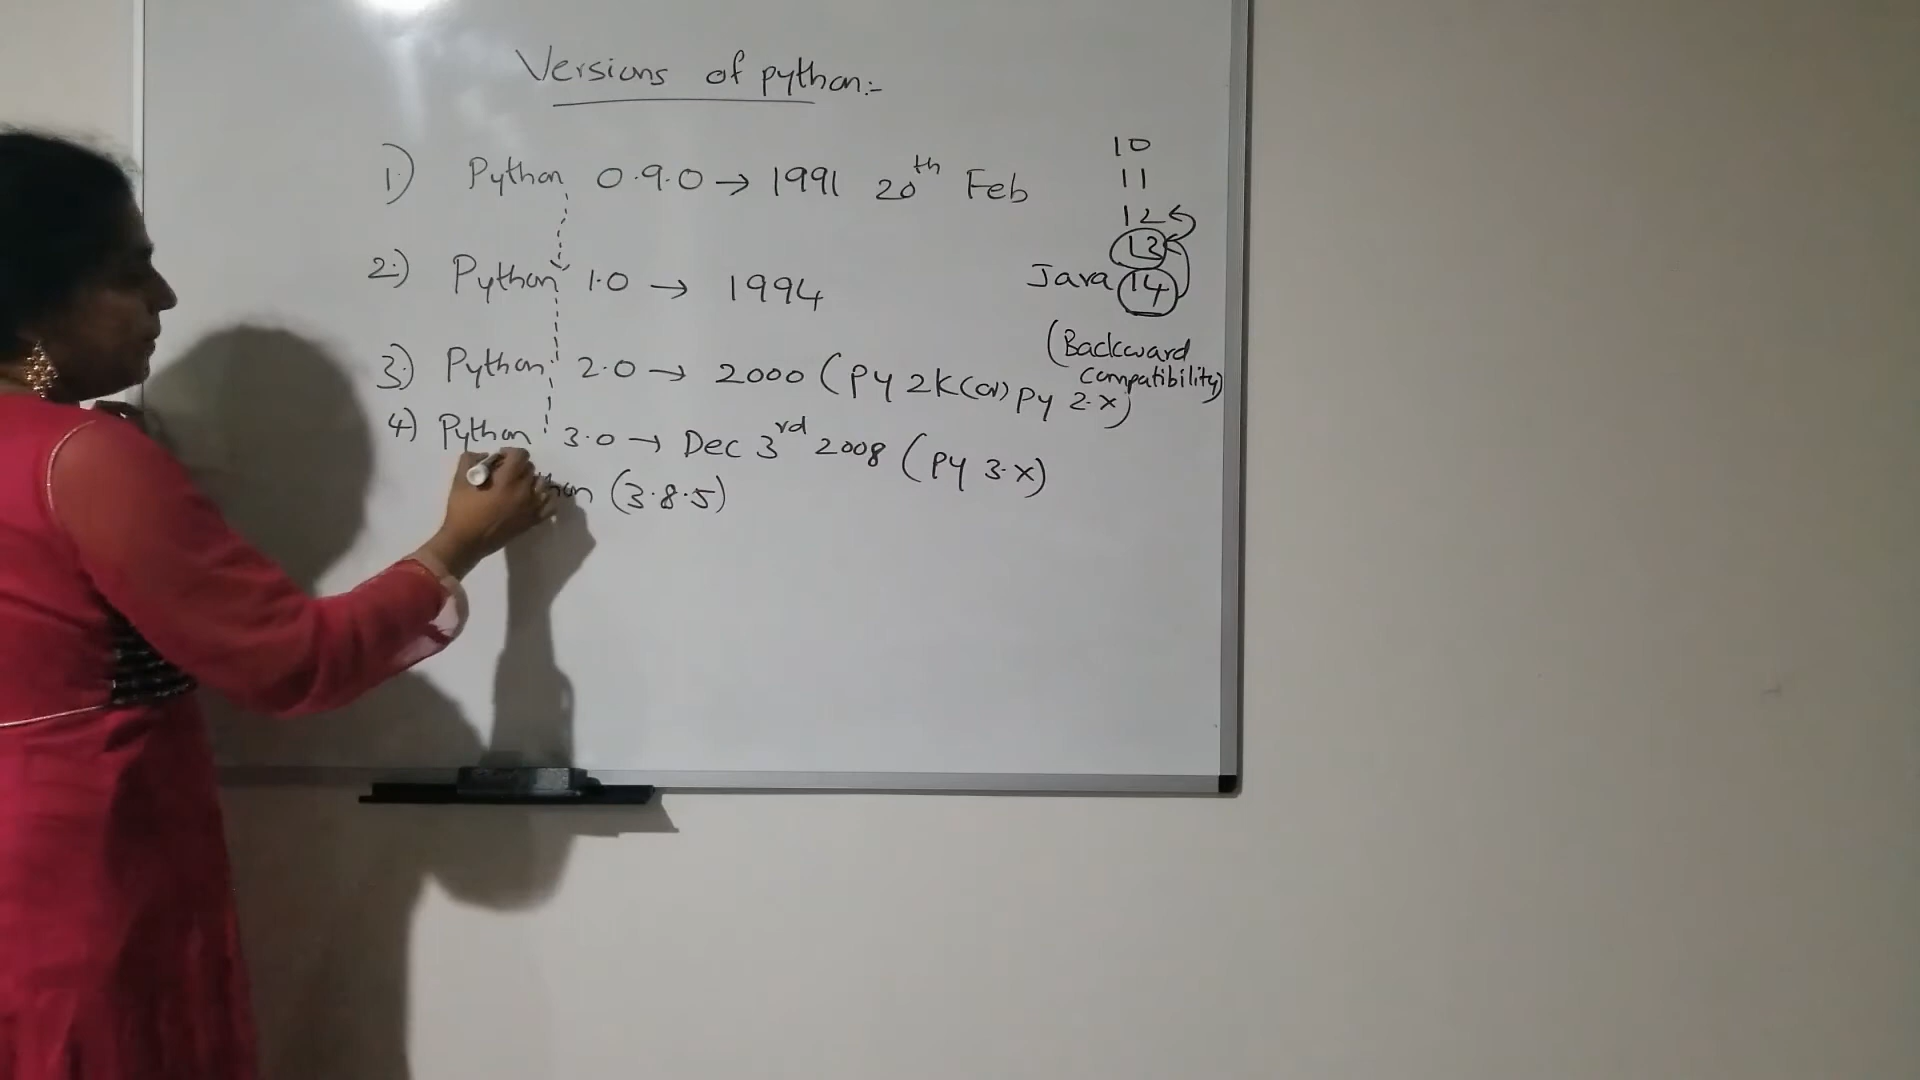 Versions of python:-
1) Python 0.9.0 → 1991 20th Feb
2.) Python 1.0 → 1994
3.) Python 2.0 → 2000 (py 2k(or) py 2.x)
4) Python 3.0 → Dec 3rd 2008 (py 3.x)
(3.8.5)
10
11
12
13
Java 14
(Backward
compatibility)